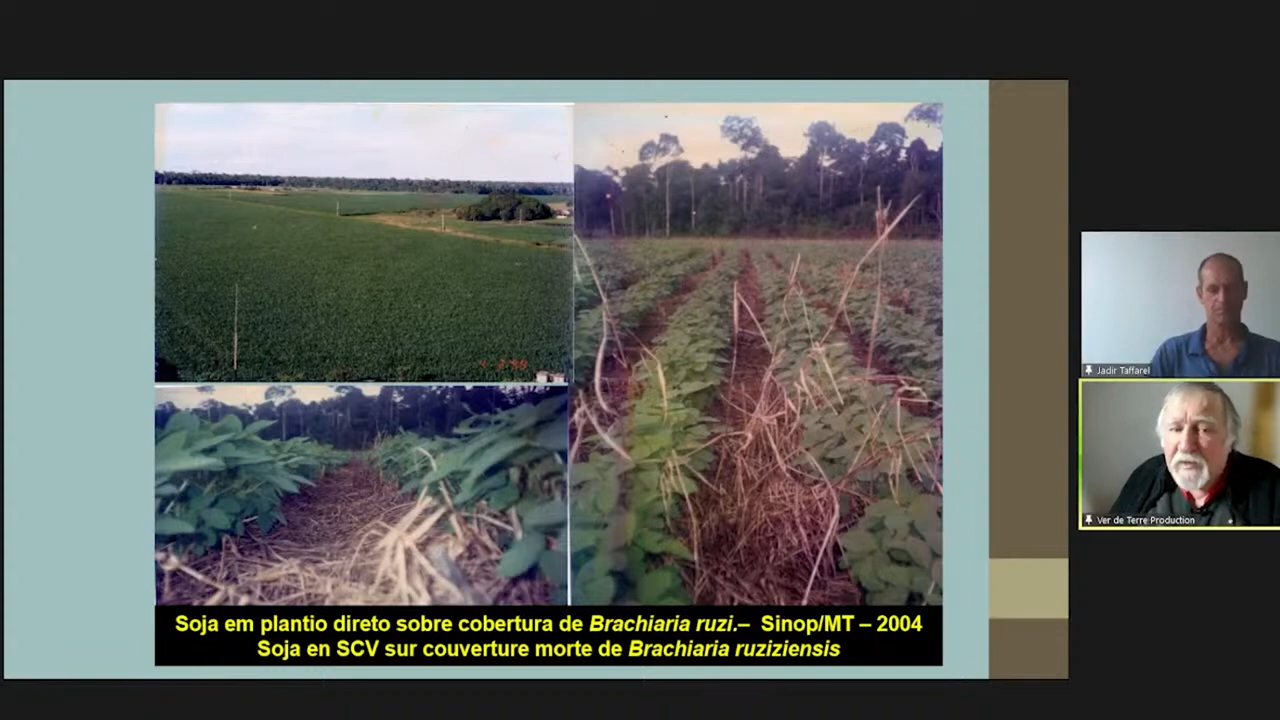 Soja em plantio direto sobre cobertura de Brachiaria ruzi.– Sinop/MT – 2004
Soja en SCV sur couverture morte de Brachiaria ruziziensis
Jadir Taffarel
Ver de Terre Production